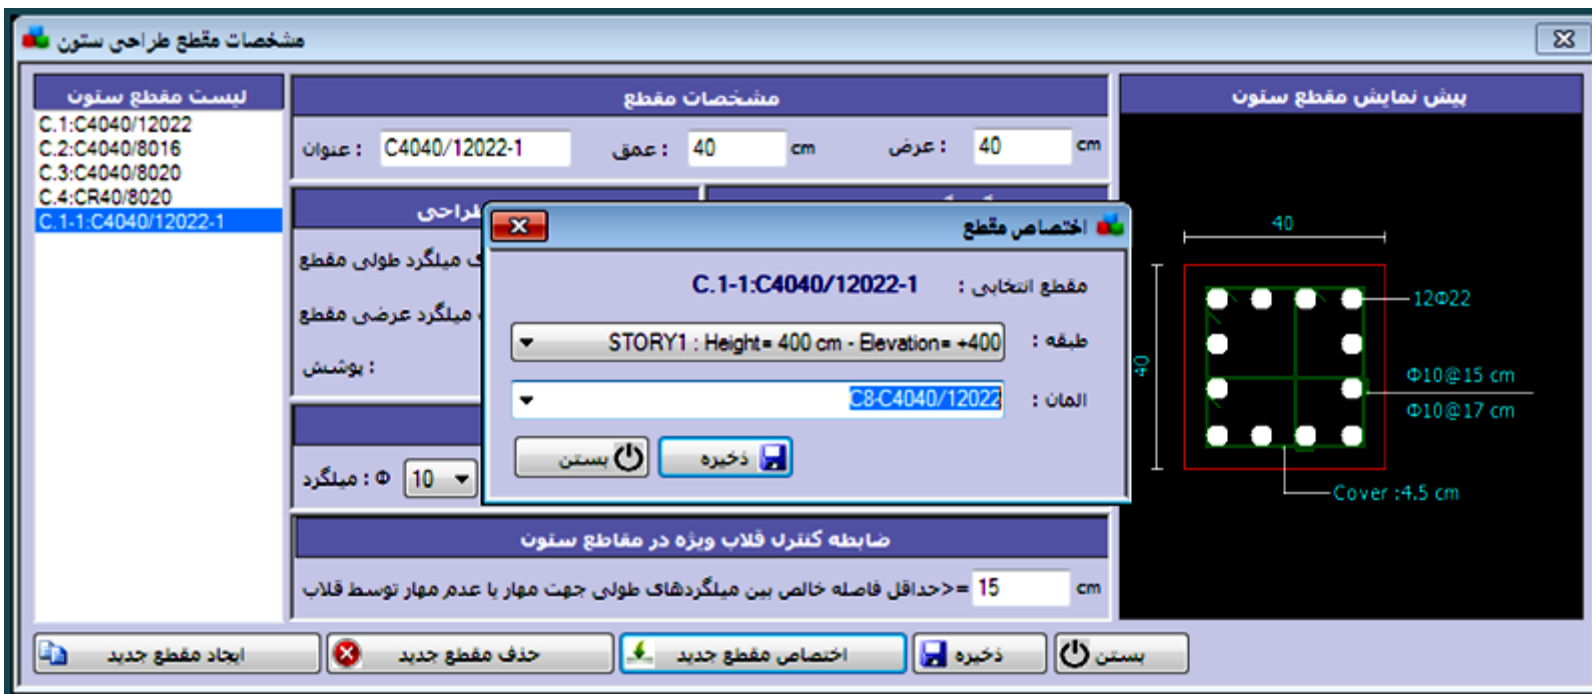 مشخصات مقطع طراحی ستون
لیست مقطع ستون
C.1:C4040/12022
C.2:C4040/8016
C.3:C4040/8020
C.4:CR40/8020
C.1-1:C4040/12022-1
مشخصات مقطع
عنوان : C4040/12022-1 عمق : 40 cm عرض : 40 cm
طراحی
میلگرد طولی مقطع
میلگرد عرضی مقطع
پوشش :
میلگرد : Φ 10
اختصاص مقطع
مقطع انتخابی : C.1-1:C4040/12022-1
طبقه : STORY1 : Height= 400 cm - Elevation= +400
المان : C8-C4040/12022
ذخیره
بستن
ضابطه کنترل قلاب ویژه در مقاطع ستون
حداقل فاصله خالص بین میلگردهای طولی جهت مهار یا عدم مهار توسط قلاب >= 15 cm
پیش نمایش مقطع ستون
40
40
12Φ22
Φ10@15 cm
Φ10@17 cm
Cover :4.5 cm
ایجاد مقطع جدید
حذف مقطع جدید
اختصاص مقطع جدید
ذخیره
بستن